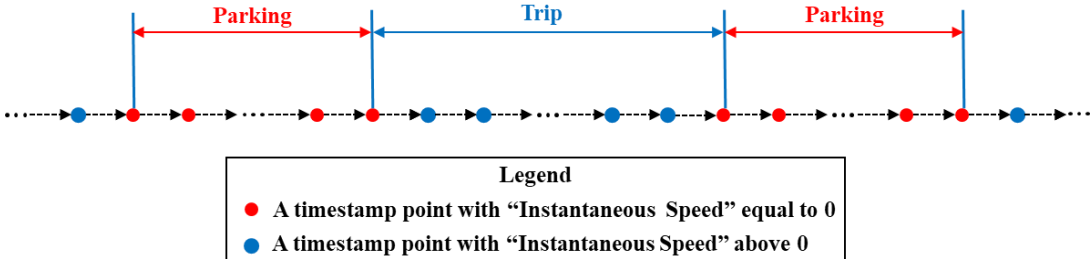 Parking Trip Parking
Legend
A timestamp point with “Instantaneous Speed” equal to 0
A timestamp point with “Instantaneous Speed” above 0